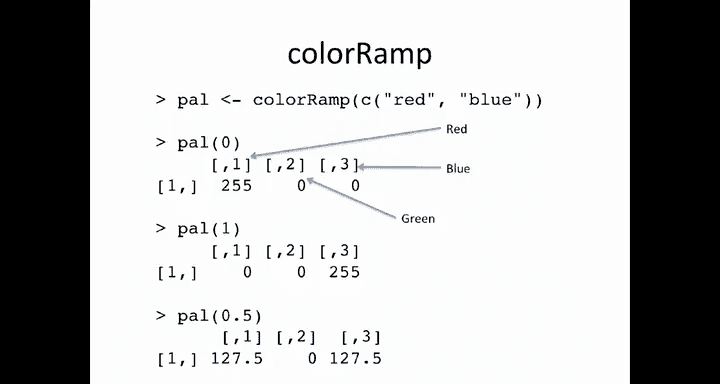 colorRamp
> pal <- colorRamp(c("red", "blue"))
> pal(0)
Red
[,1] [,2] [,3]
Blue
[1,] 255 0 0
Green
> pal(1)
[,1] [,2] [,3]
[1,] 0 0 255
> pal(0.5)
[,1] [,2] [,3]
[1,] 127.5 0 127.5